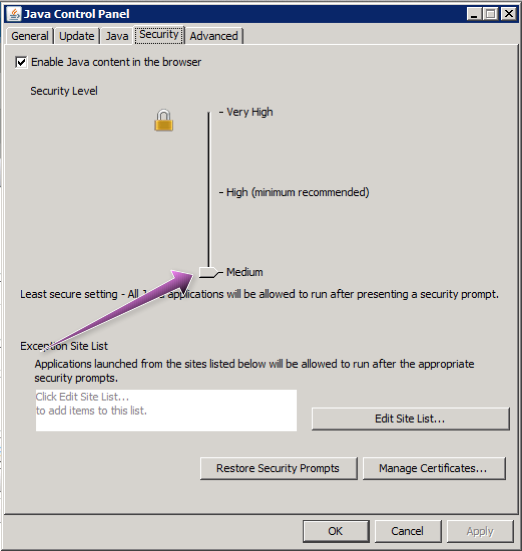 Java Control Panel
General Update Java Security Advanced
Enable Java content in the browser
Security Level
- Very High
- High (minimum recommended)
- Medium
Least secure setting - All Java applications will be allowed to run after presenting a security prompt.
Exception Site List
Applications launched from the sites listed below will be allowed to run after the appropriate
security prompts.
Click Edit Site List...
to add items to this list.
Edit Site List...
Restore Security Prompts Manage Certificates...
OK Cancel Apply